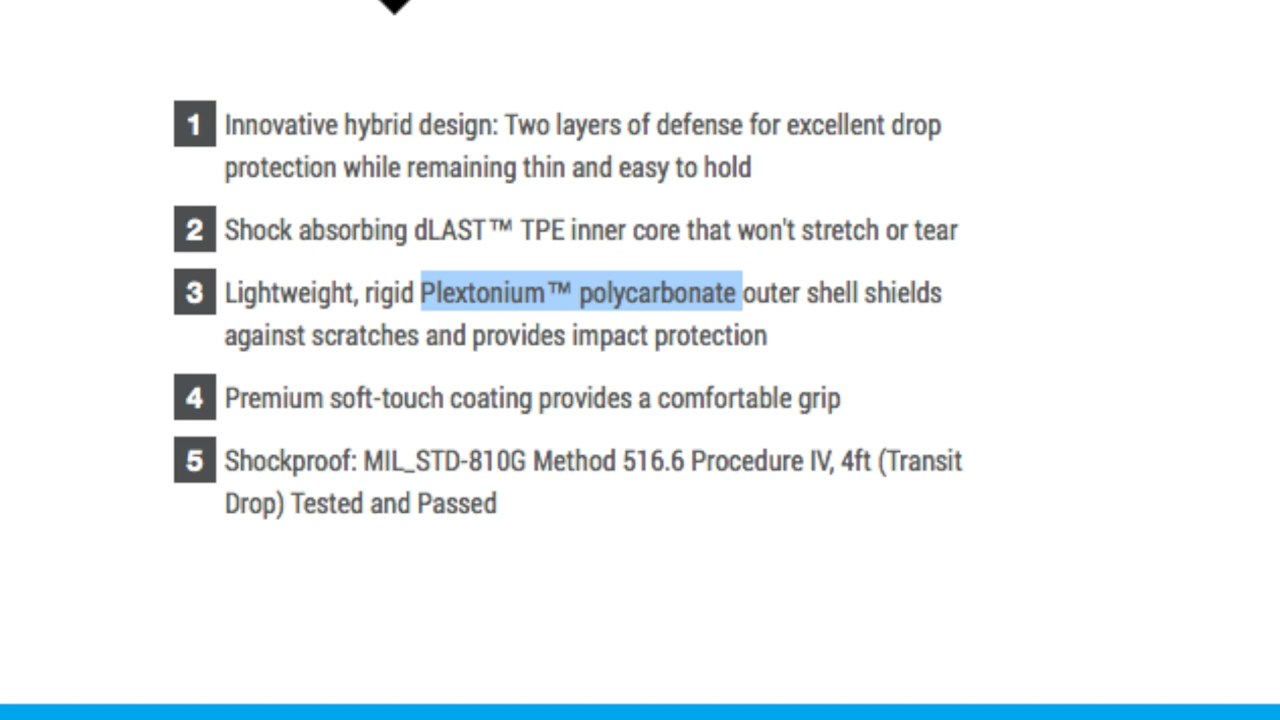 1 Innovative hybrid design: Two layers of defense for excellent drop
protection while remaining thin and easy to hold
2 Shock absorbing dLAST™ TPE inner core that won't stretch or tear
3 Lightweight, rigid Plextonium™ polycarbonate outer shell shields
against scratches and provides impact protection
4 Premium soft-touch coating provides a comfortable grip
5 Shockproof: MIL_STD-810G Method 516.6 Procedure IV, 4ft (Transit
Drop) Tested and Passed